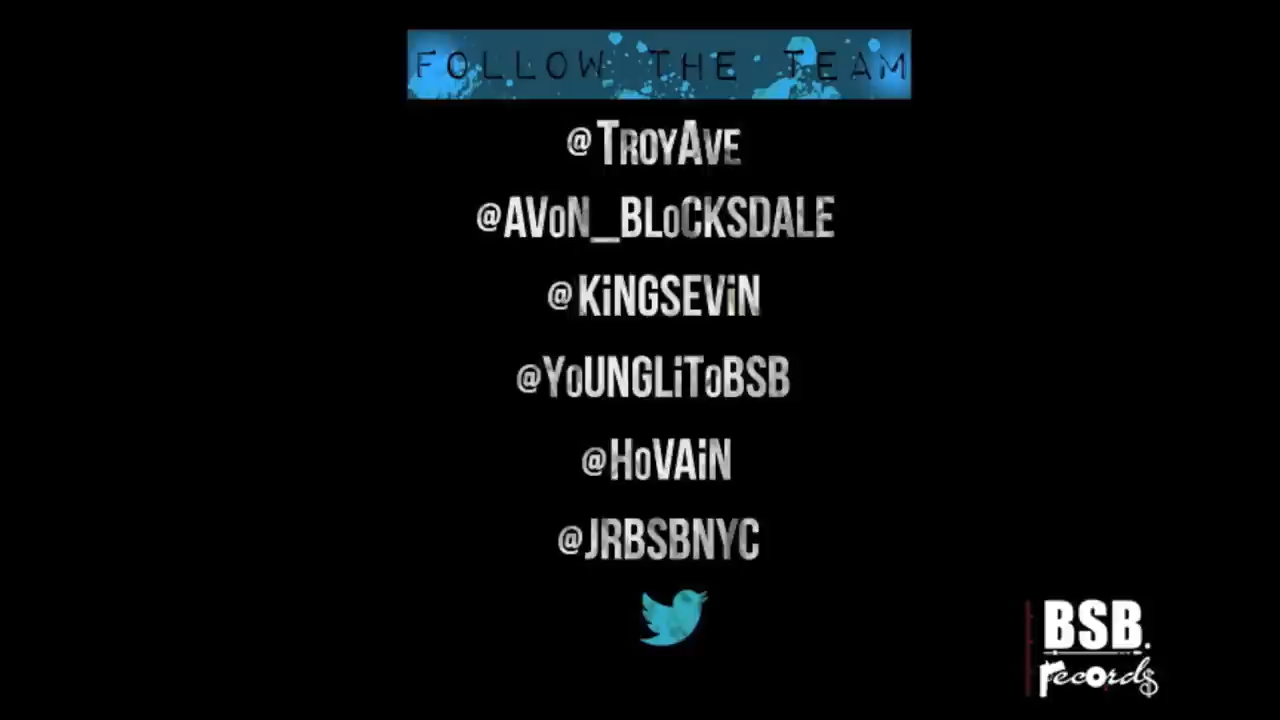 FOLLOW THE TEAM
@TROYAVE
@AVoN_BLoCKSDALE
@KiNGSEViN
@YoUNGLiToBSB
@HoVAiN
@JRBSBNYC
BSB.
records